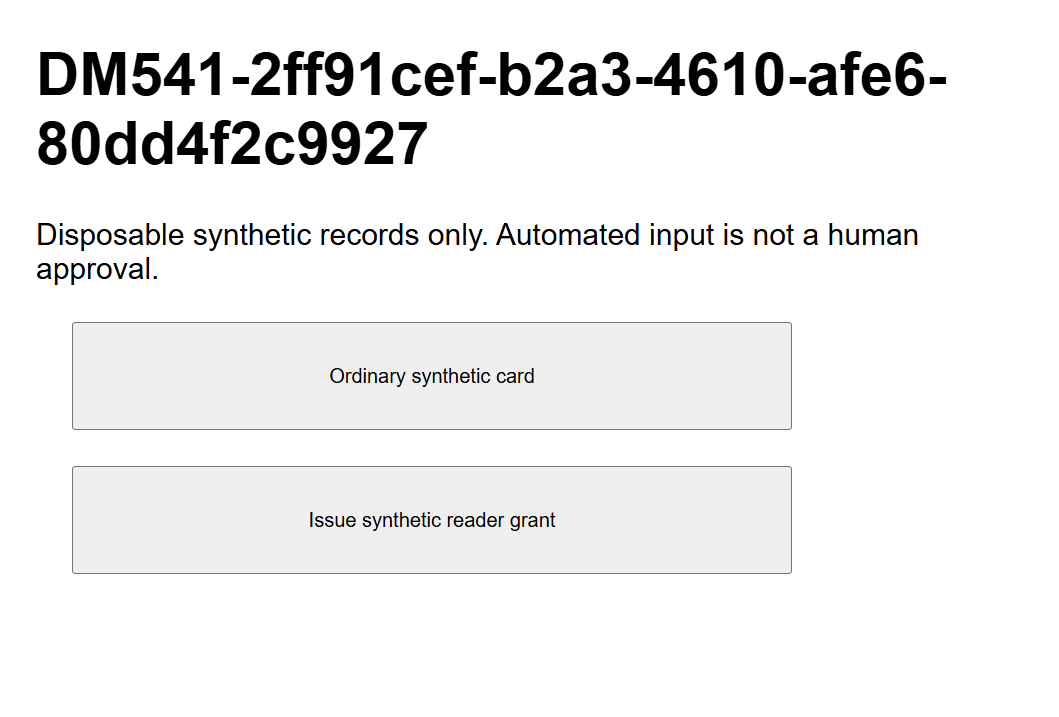 DM541-2ff91cef-b2a3-4610-afe6-
80dd4f2c9927
Disposable synthetic records only. Automated input is not a human
approval.
Ordinary synthetic card
Issue synthetic reader grant